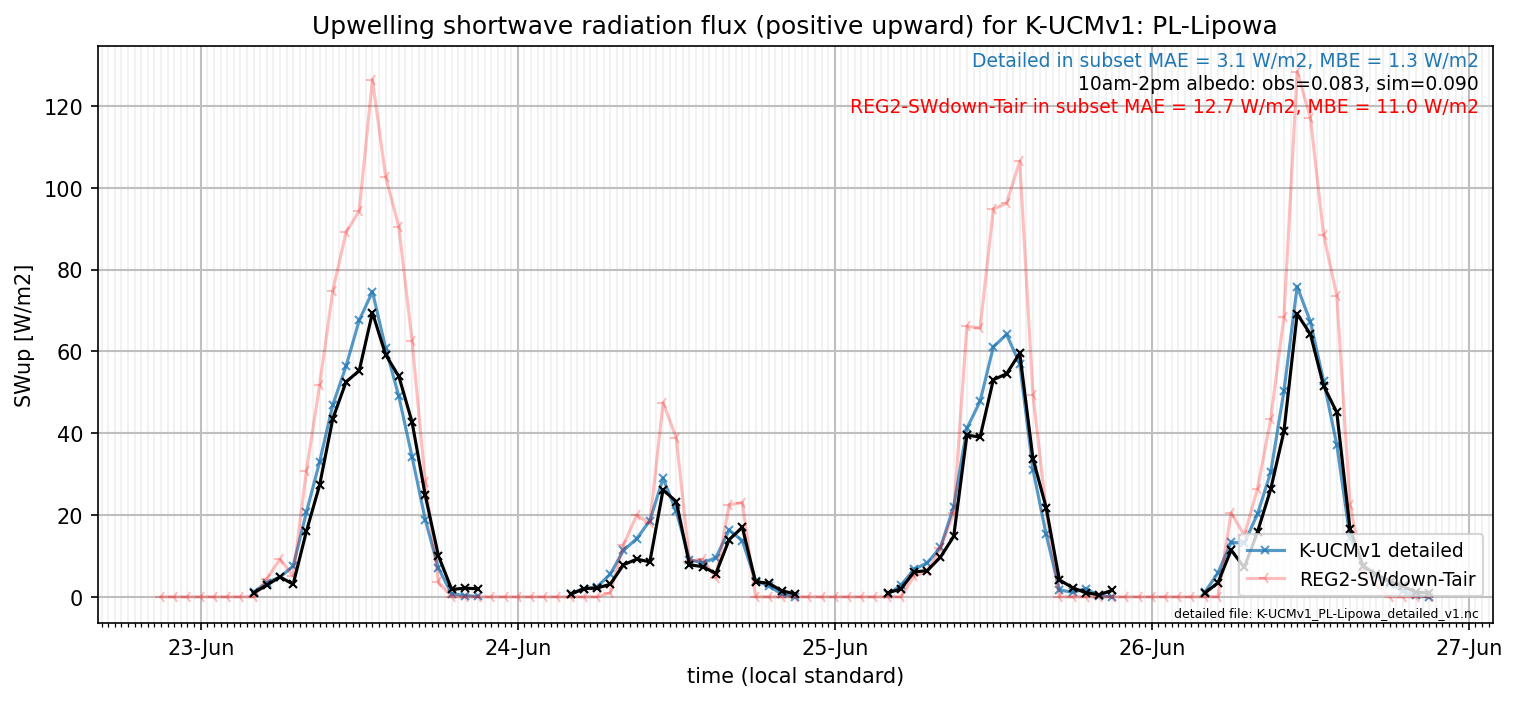 Upwelling shortwave radiation flux (positive upward) for K-UCMv1: PL-Lipowa
Detailed in subset MAE = 3.1 W/m2, MBE = 1.3 W/m2
10am-2pm albedo: obs=0.083, sim=0.090
REG2-SWdown-Tair in subset MAE = 12.7 W/m2, MBE = 11.0 W/m2
SWup [W/m2]
120
100
80
60
40
20
0
K-UCMv1 detailed
REG2-SWdown-Tair
detailed file: K-UCMv1_PL-Lipowa_detailed_v1.nc
23-Jun
24-Jun
25-Jun
26-Jun
27-Jun
time (local standard)